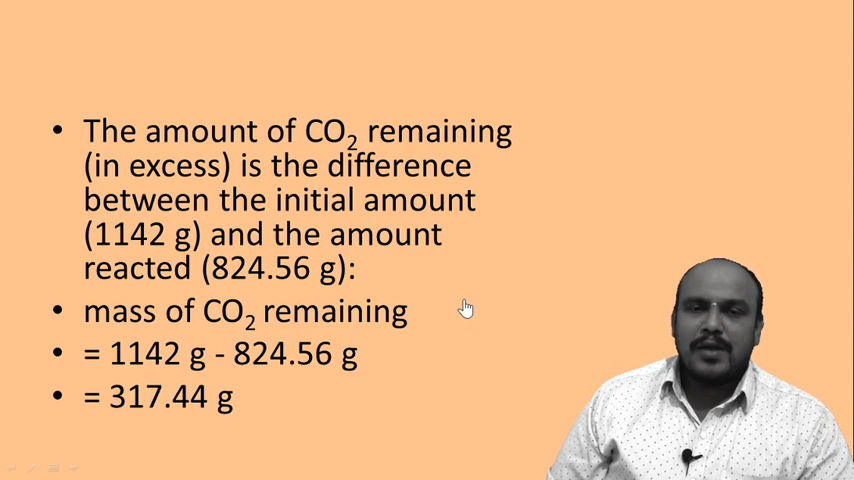 • The amount of CO₂ remaining
(in excess) is the difference
between the initial amount
(1142 g) and the amount
reacted (824.56 g):
• mass of CO₂ remaining
• = 1142 g - 824.56 g
• = 317.44 g